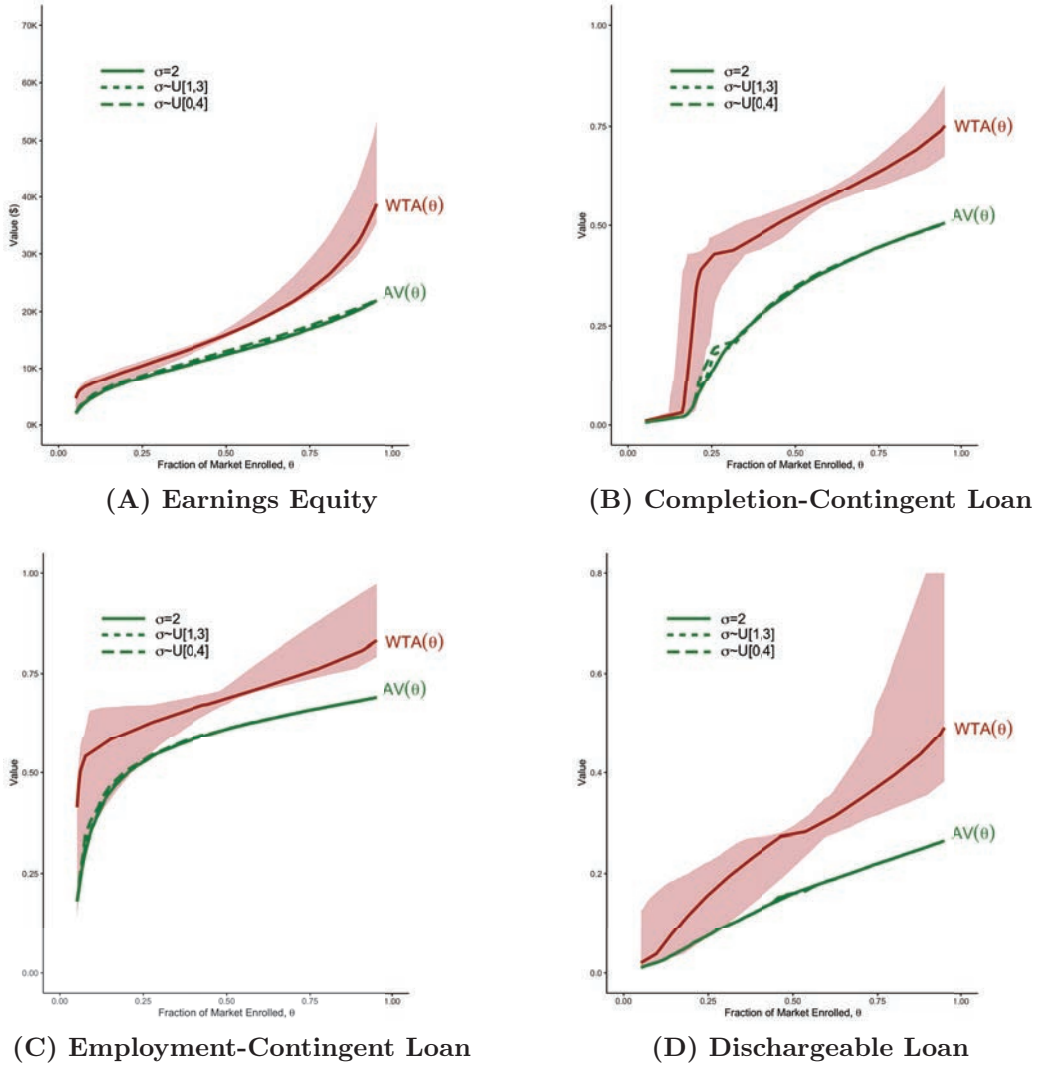 70K
60K
50K
40K
30K
20K
10K
0K
Value ($)
σ=2
σ~U[1,3]
σ~U[0,4]
WTA(θ)
AV(θ)
0.00 0.25 0.50 0.75 1.00
Fraction of Market Enrolled, θ
(A) Earnings Equity
1.00
0.75
0.50
0.25
0.00
Value
σ=2
σ~U[1,3]
σ~U[0,4]
WTA(θ)
AV(θ)
0.00 0.25 0.50 0.75 1.00
Fraction of Market Enrolled, θ
(B) Completion-Contingent Loan
1.00
0.75
0.50
0.25
0.00
Value
σ=2
σ~U[1,3]
σ~U[0,4]
WTA(θ)
AV(θ)
0.00 0.25 0.50 0.75 1.00
Fraction of Market Enrolled, θ
(C) Employment-Contingent Loan
0.8
0.6
0.4
0.2
0.0
Value
σ=2
σ~U[1,3]
σ~U[0,4]
WTA(θ)
AV(θ)
0.00 0.25 0.50 0.75 1.00
Fraction of Market Enrolled, θ
(D) Dischargeable Loan